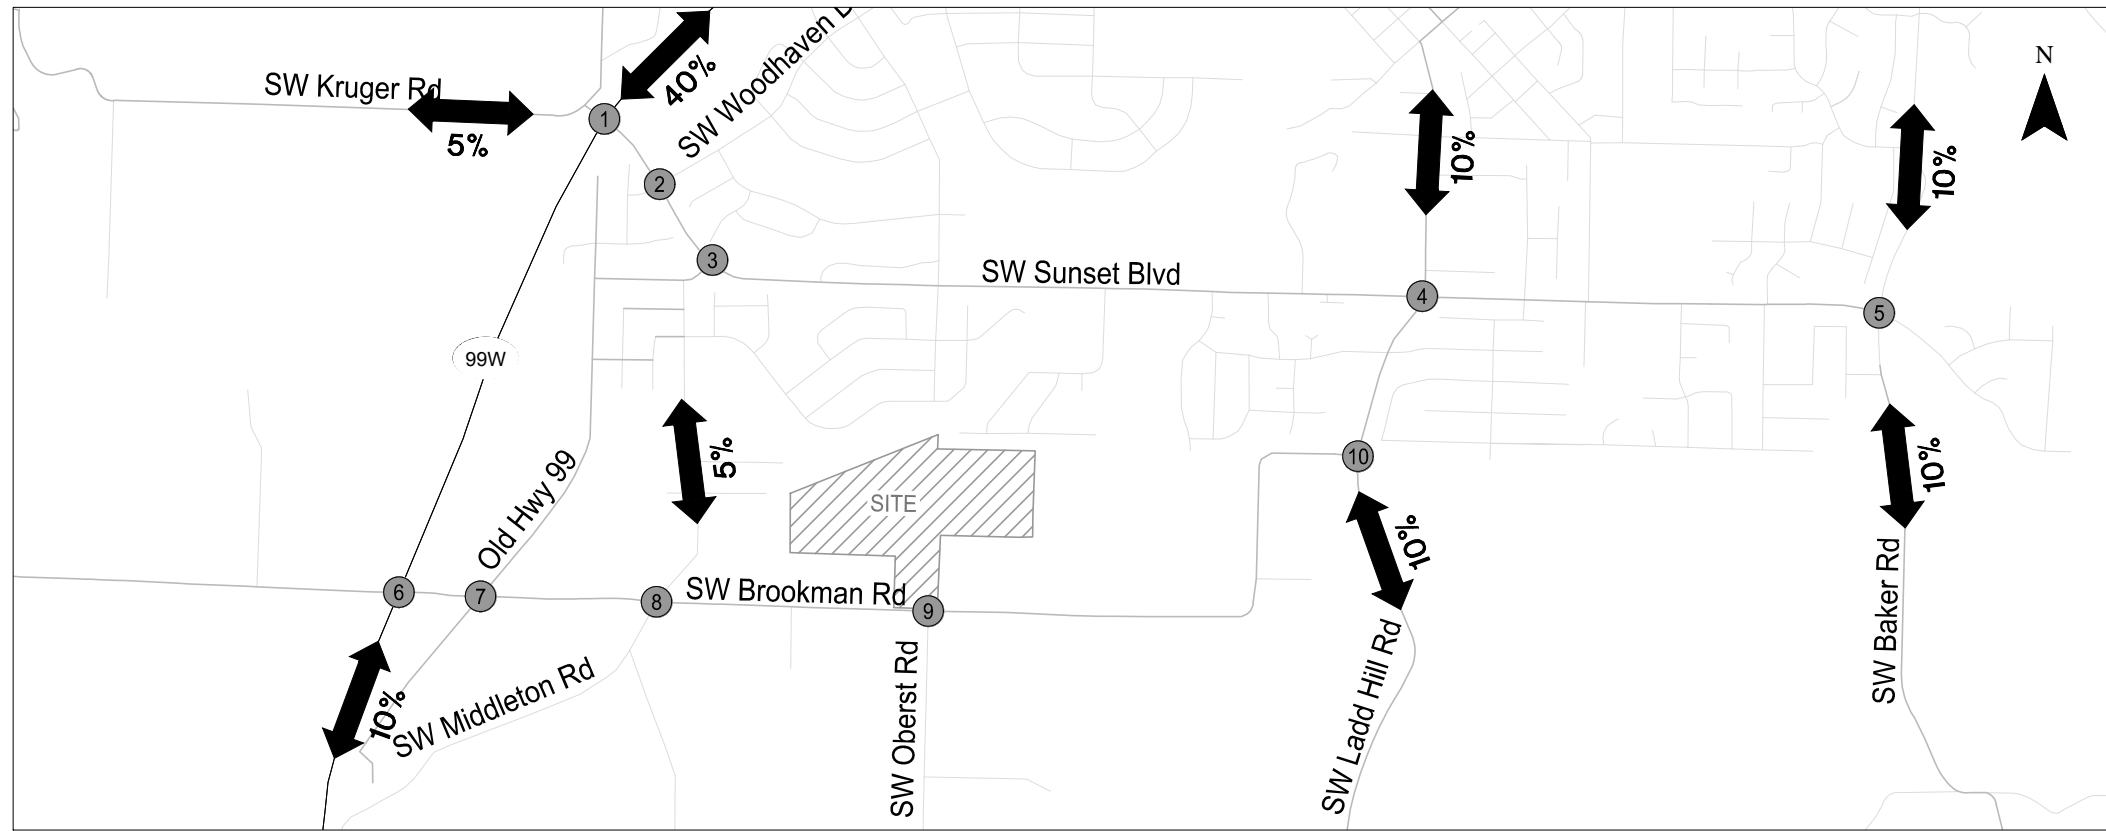 SW Kruger Rd
5%
40%
SW Woodhaven D
10%
10%
N
1
2
3
SW Sunset Blvd
4
5
99W
Old Hwy 99
5%
SITE
10
10%
10%
6
7
8
SW Brookman Rd
9
10%
SW Middleton Rd
SW Oberst Rd
SW Ladd Hill Rd
SW Baker Rd